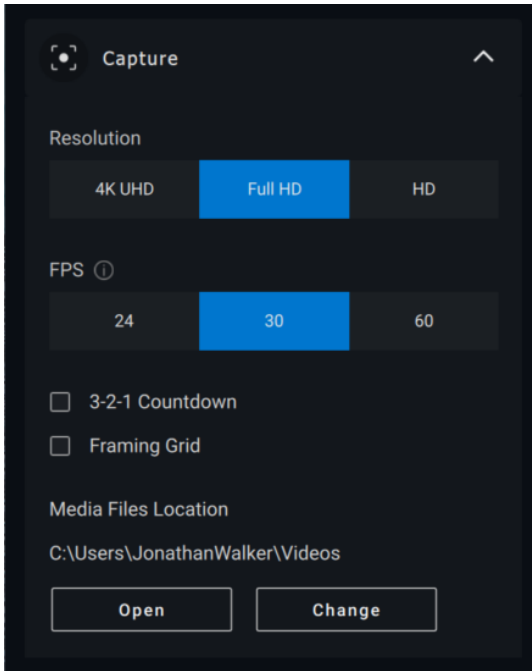 Capture
Resolution
4K UHD Full HD HD
FPS
24 30 60
3-2-1 Countdown
Framing Grid
Media Files Location
C:\Users\JonathanWalker\Videos
Open Change